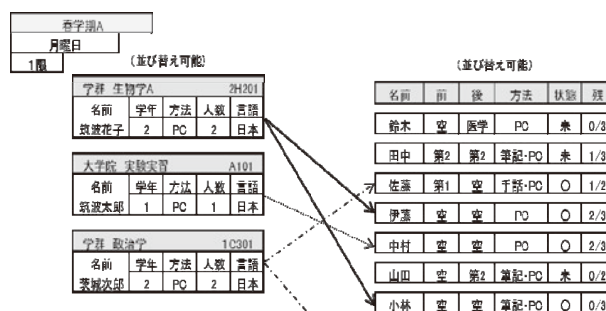 春学期A
月曜日
1限
(並び替え可能)
学群 生物学A 2H201
名前 学年 方法 人数 言語
筑波花子 2 PC 2 日本
大学院 実験実習 A101
名前 学年 方法 人数 言語
筑波太郎 1 PC 1 日本
学群 政治学 1C301
名前 学年 方法 人数 言語
茨城次郎 2 PC 2 日本
(並び替え可能)
名前 前 後 方法 状態 残
鈴木 空 医学 PC 未 0/3
田中 第2 第2 筆記・PC 未 1/3
佐藤 第1 空 手話・PC ○ 1/2
伊藤 空 空 PC ○ 2/3
中村 空 空 PC ○ 2/3
山田 空 第2 筆記・PC 未 0/2
小林 空 空 筆記・PC ○ 0/3